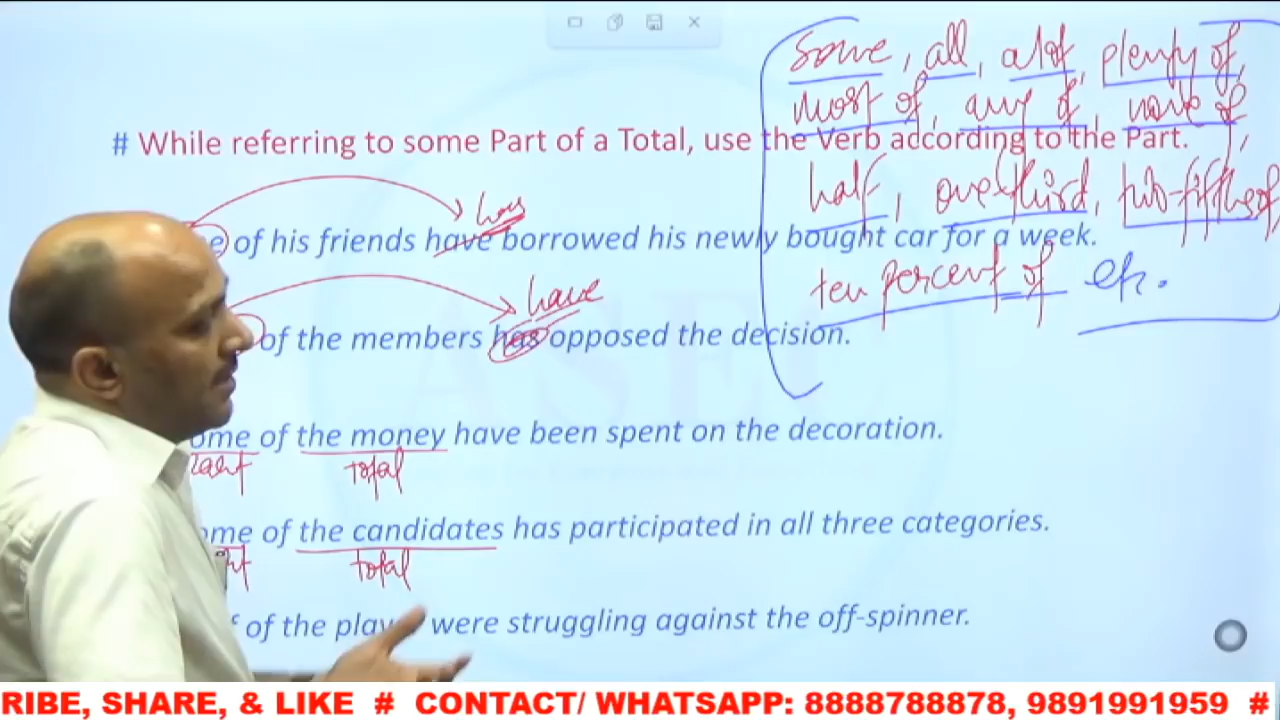 some, all, a lot of, plenty of,
most of, any of, none of,
# While referring to some Part of a Total, use the Verb according to the Part.
half, one-third, two-fifths of
has
of his friends have borrowed his newly bought car for a week.
ten percent of etc.
have
of the members has opposed the decision.
ome of the money have been spent on the decoration.
Part total
ome of the candidates has participated in all three categories.
total
of the play were struggling against the off-spinner.
RIBE, SHARE, & LIKE # CONTACT/ WHATSAPP: 8888788878, 9891991959 #